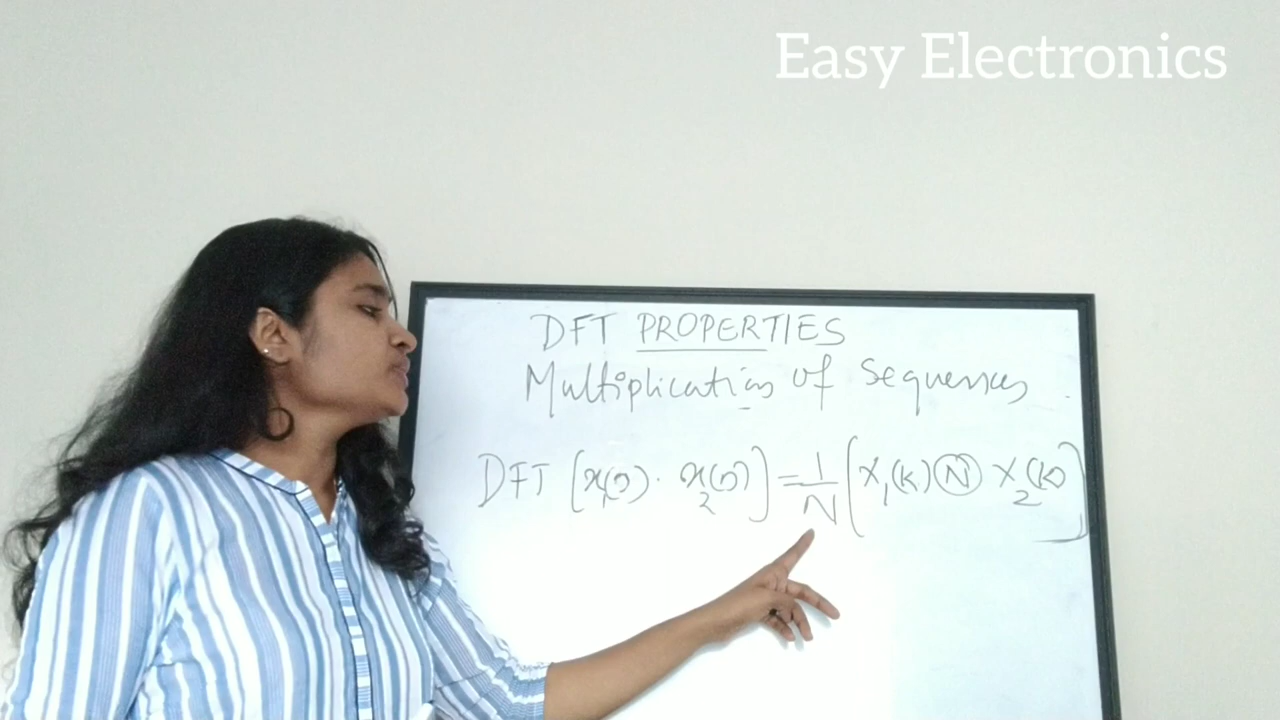 Easy Electronics
DFT PROPERTIES
Multiplication of Sequences
DFT [x₁(n) · x₂(n)] = 1/N [X₁(k) Ⓝ X₂(k)]